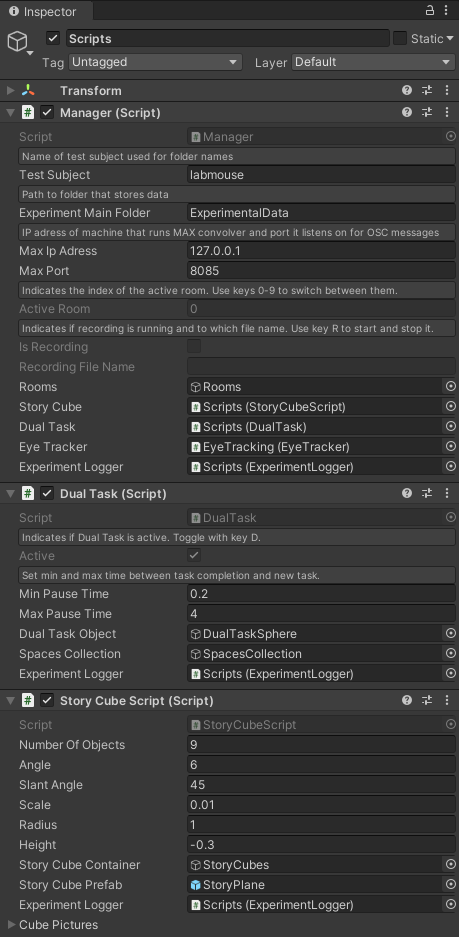 Inspector
Scripts Static
Tag Untagged Layer Default
Transform
# Manager (Script)
Script # Manager
Name of test subject used for folder names
Test Subject labmouse
Path to folder that stores data
Experiment Main Folder ExperimentalData
IP adress of machine that runs MAX convolver and port it listens on for OSC messages
Max Ip Adress 127.0.0.1
Max Port 8085
Indicates the index of the active room. Use keys 0-9 to switch between them.
Active Room 0
Indicates if recording is running and to which file name. Use key R to start and stop it.
Is Recording
Recording File Name
Rooms Rooms
Story Cube # Scripts (StoryCubeScript)
Dual Task # Scripts (DualTask)
Eye Tracker # EyeTracking (EyeTracker)
Experiment Logger # Scripts (ExperimentLogger)
# Dual Task (Script)
Script # DualTask
Indicates if Dual Task is active. Toggle with key D.
Active
Set min and max time between task completion and new task.
Min Pause Time 0.2
Max Pause Time 4
Dual Task Object DualTaskSphere
Spaces Collection SpacesCollection
Experiment Logger # Scripts (ExperimentLogger)
# Story Cube Script (Script)
Script # StoryCubeScript
Number Of Objects 9
Angle 6
Slant Angle 45
Scale 0.01
Radius 1
Height -0.3
Story Cube Container StoryCubes
Story Cube Prefab StoryPlane
Experiment Logger # Scripts (ExperimentLogger)
Cube Pictures